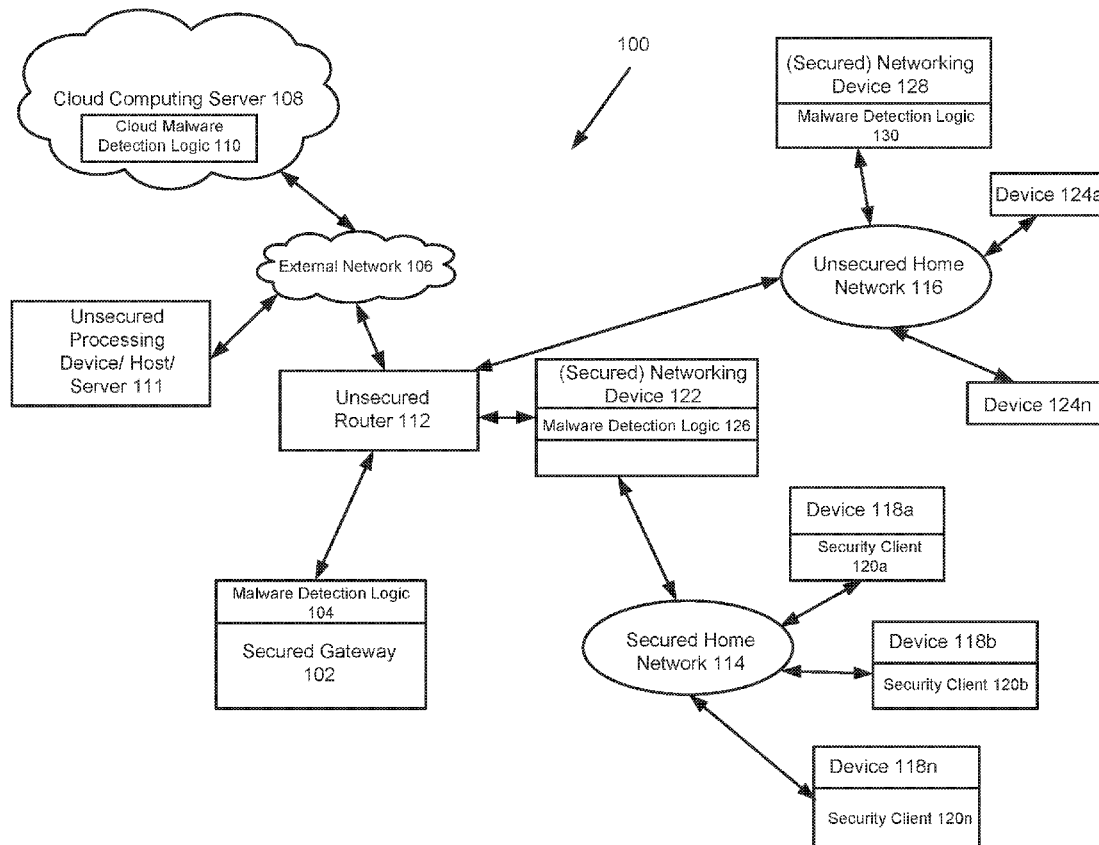 100
Cloud Computing Server 108
Cloud Malware
Detection Logic 110
(Secured) Networking
Device 128
Malware Detection Logic
130
Device 124a
External Network 106
Unsecured Home
Network 116
Unsecured
Processing
Device/ Host/
Server 111
Unsecured
Router 112
(Secured) Networking
Device 122
Malware Detection Logic 126
Device 124n
Device 118a
Security Client
120a
Malware Detection Logic
104
Secured Gateway
102
Secured Home
Network 114
Device 118b
Security Client 120b
Device 118n
Security Client 120n